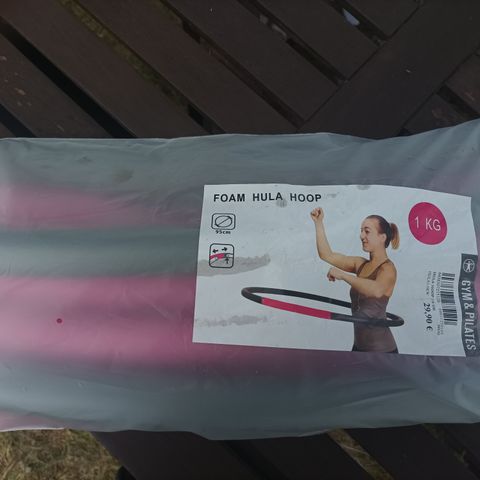 FOAM HULA HOOP
95cm
1 KG
GYM & PILATES
29,90 €